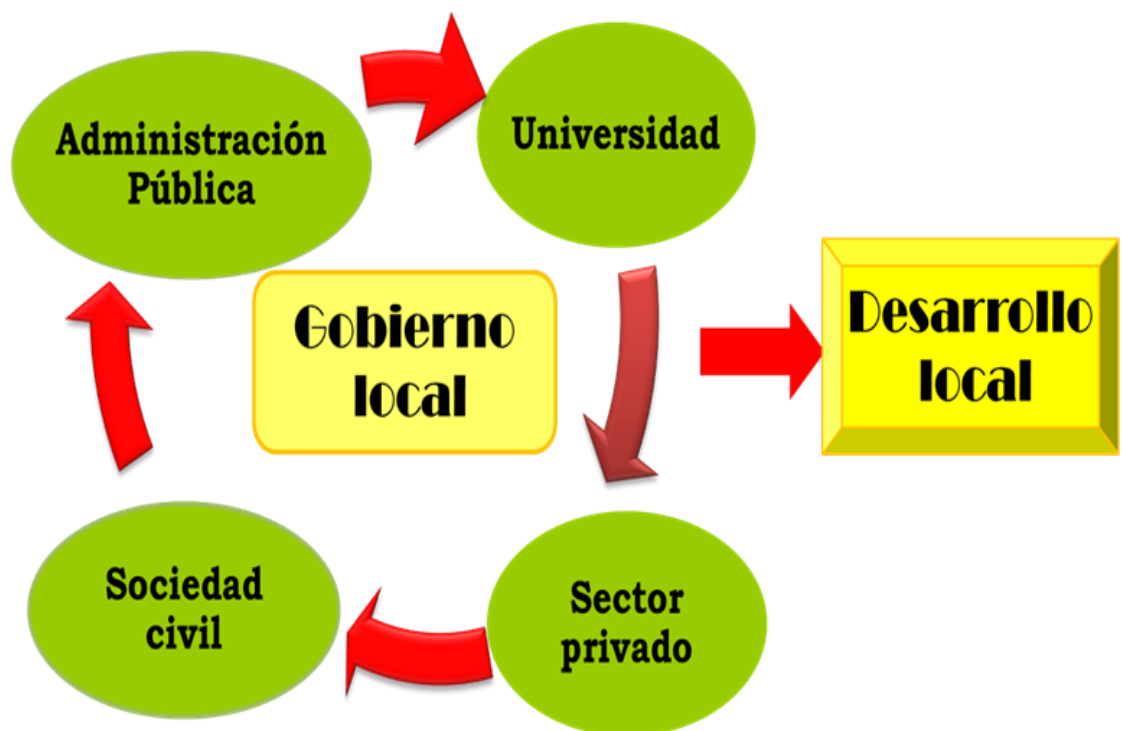 Administración
Pública
Universidad
Gobierno
local
Desarrollo
local
Sociedad
civil
Sector
privado